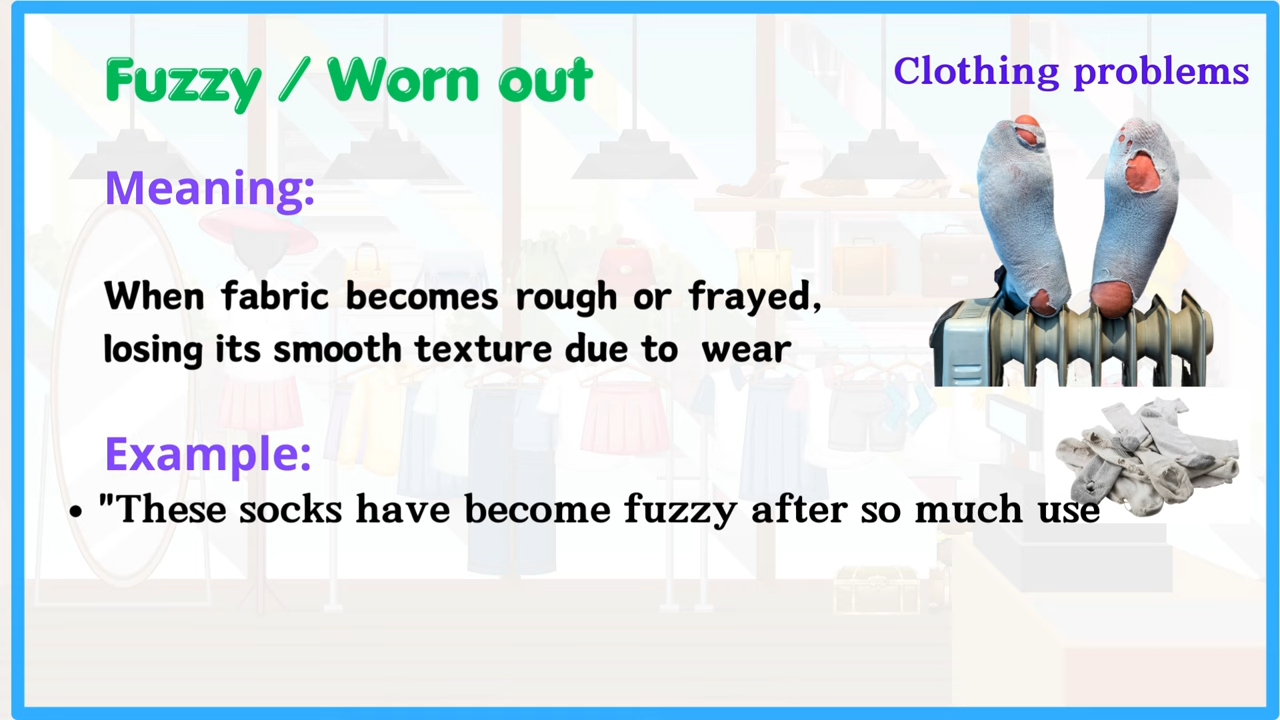 Fuzzy / Worn out
Clothing problems
Meaning:
When fabric becomes rough or frayed,
losing its smooth texture due to wear
Example:
• "These socks have become fuzzy after so much use